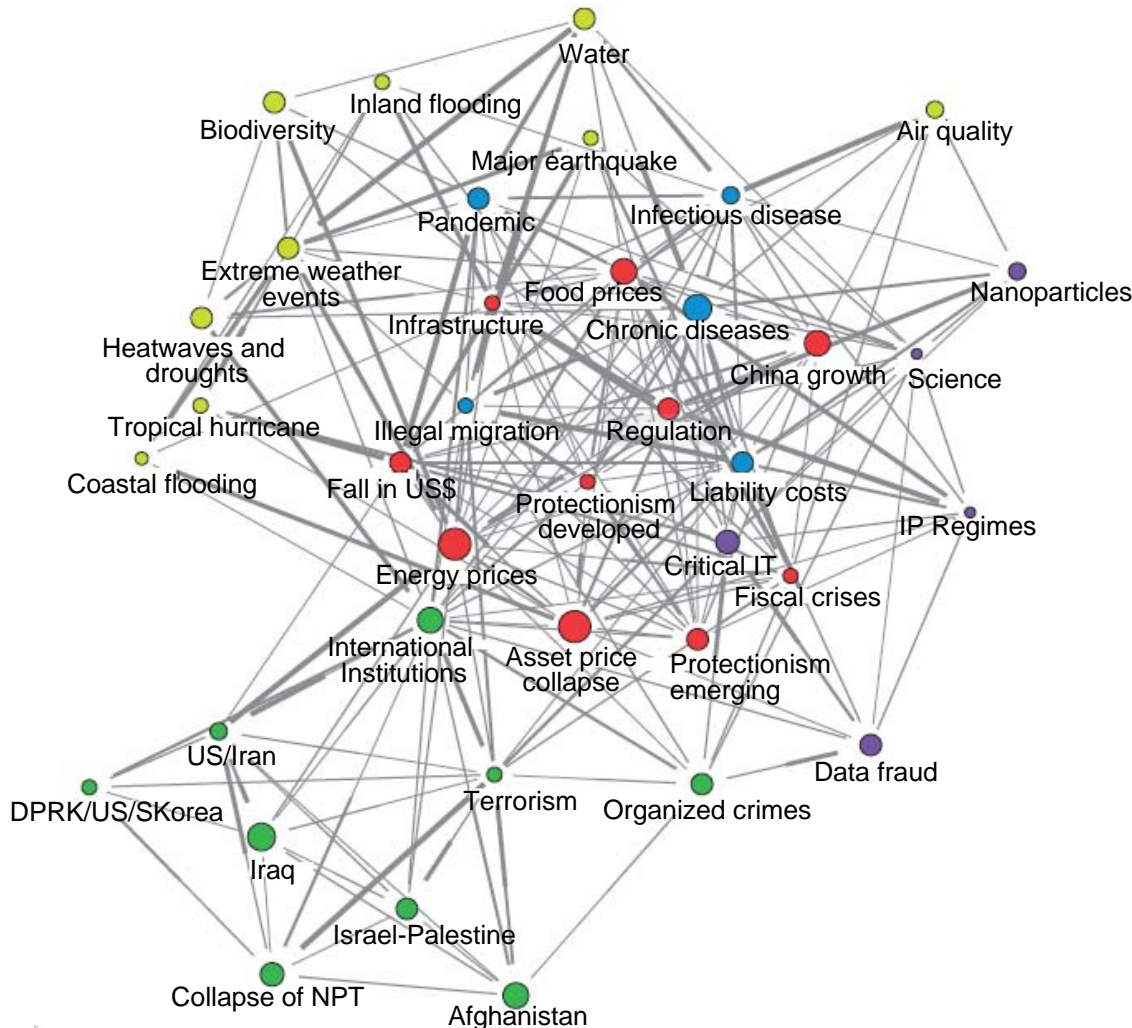 Water
Inland flooding
Biodiversity
Air quality
Major earthquake
Pandemic
Infectious disease
Extreme weather
events
Food prices
Nanoparticles
Infrastructure
Chronic diseases
Heatwaves and
droughts
China growth
Science
Tropical hurricane
Illegal migration
Regulation
Coastal flooding
Fall in US$
Protectionism
developed
Liability costs
IP Regimes
Energy prices
Critical IT
Fiscal crises
International
Institutions
Asset price
collapse
Protectionism
emerging
US/Iran
Data fraud
DPRK/US/SKorea
Terrorism
Organized crimes
Iraq
Israel-Palestine
Collapse of NPT
Afghanistan